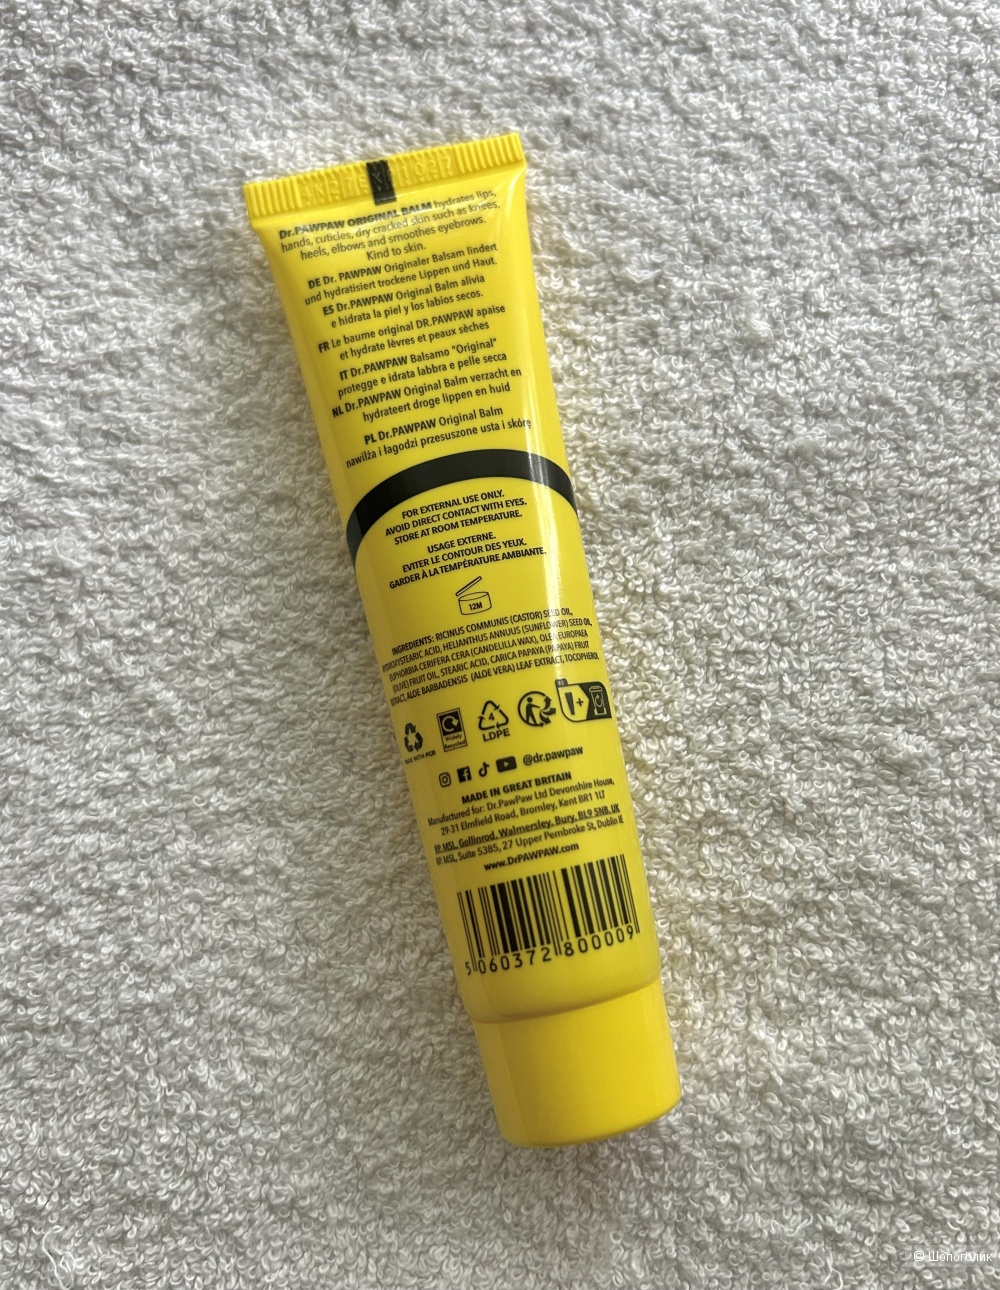 Dr.PAWPAW ORIGINAL BALM hydrates lips,
hands, cuticles, dry cracked skin such as knees,
heels, elbows and smoothes eyebrows.
Kind to skin.
DE Dr. PAWPAW Originaler Balsam lindert
und hydratisiert trockene Lippen und Haut.
ES Dr.PAWPAW Original Balm alivia
e hidrata la piel y los labios secos.
FR Le baume original DR.PAWPAW apaise
et hydrate lèvres et peaux sèches
IT Dr.PAWPAW Balsamo "Original"
protegge e idrata labbra e pelle secca
NL Dr.PAWPAW Original Balm verzacht en
hydrateert droge lippen en huid
PL Dr.PAWPAW Original Balm
nawilża i łagodzi przesuszone usta i skórę
FOR EXTERNAL USE ONLY.
AVOID DIRECT CONTACT WITH EYES.
STORE AT ROOM TEMPERATURE.
USAGE EXTERNE.
EVITER LE CONTOUR DES YEUX.
GARDER À LA TEMPÉRATURE AMBIANTE.
12M
INGREDIENTS: RICINUS COMMUNIS (CASTOR) SEED OIL,
HYDROXYSTEARIC ACID, HELIANTHUS ANNUUS (SUNFLOWER) SEED OIL,
EUPHORBIA CERIFERA CERA (CANDELILLA WAX), OLEA EUROPAEA
(OLIVE) FRUIT OIL, STEARIC ACID, CARICA PAPAYA (PAPAYA) FRUIT
EXTRACT, ALOE BARBADENSIS (ALOE VERA) LEAF EXTRACT, TOCOPHEROL
MADE WITH PCR
Widely Recycled
4
LDPE
+
@dr.pawpaw
MADE IN GREAT BRITAIN
Manufactured for: Dr.PawPaw Ltd Devonshire House,
29-31 Elmfield Road, Bromley, Kent BR1 1LT
RP. MSL, Gollinrod, Walmersley, Bury, BL9 5NB UK
RP. MSL, Suite 5385, 27 Upper Pembroke St, Dublin IE
www.DrPAWPAW.com
5 060372 800009
© Шопоголик